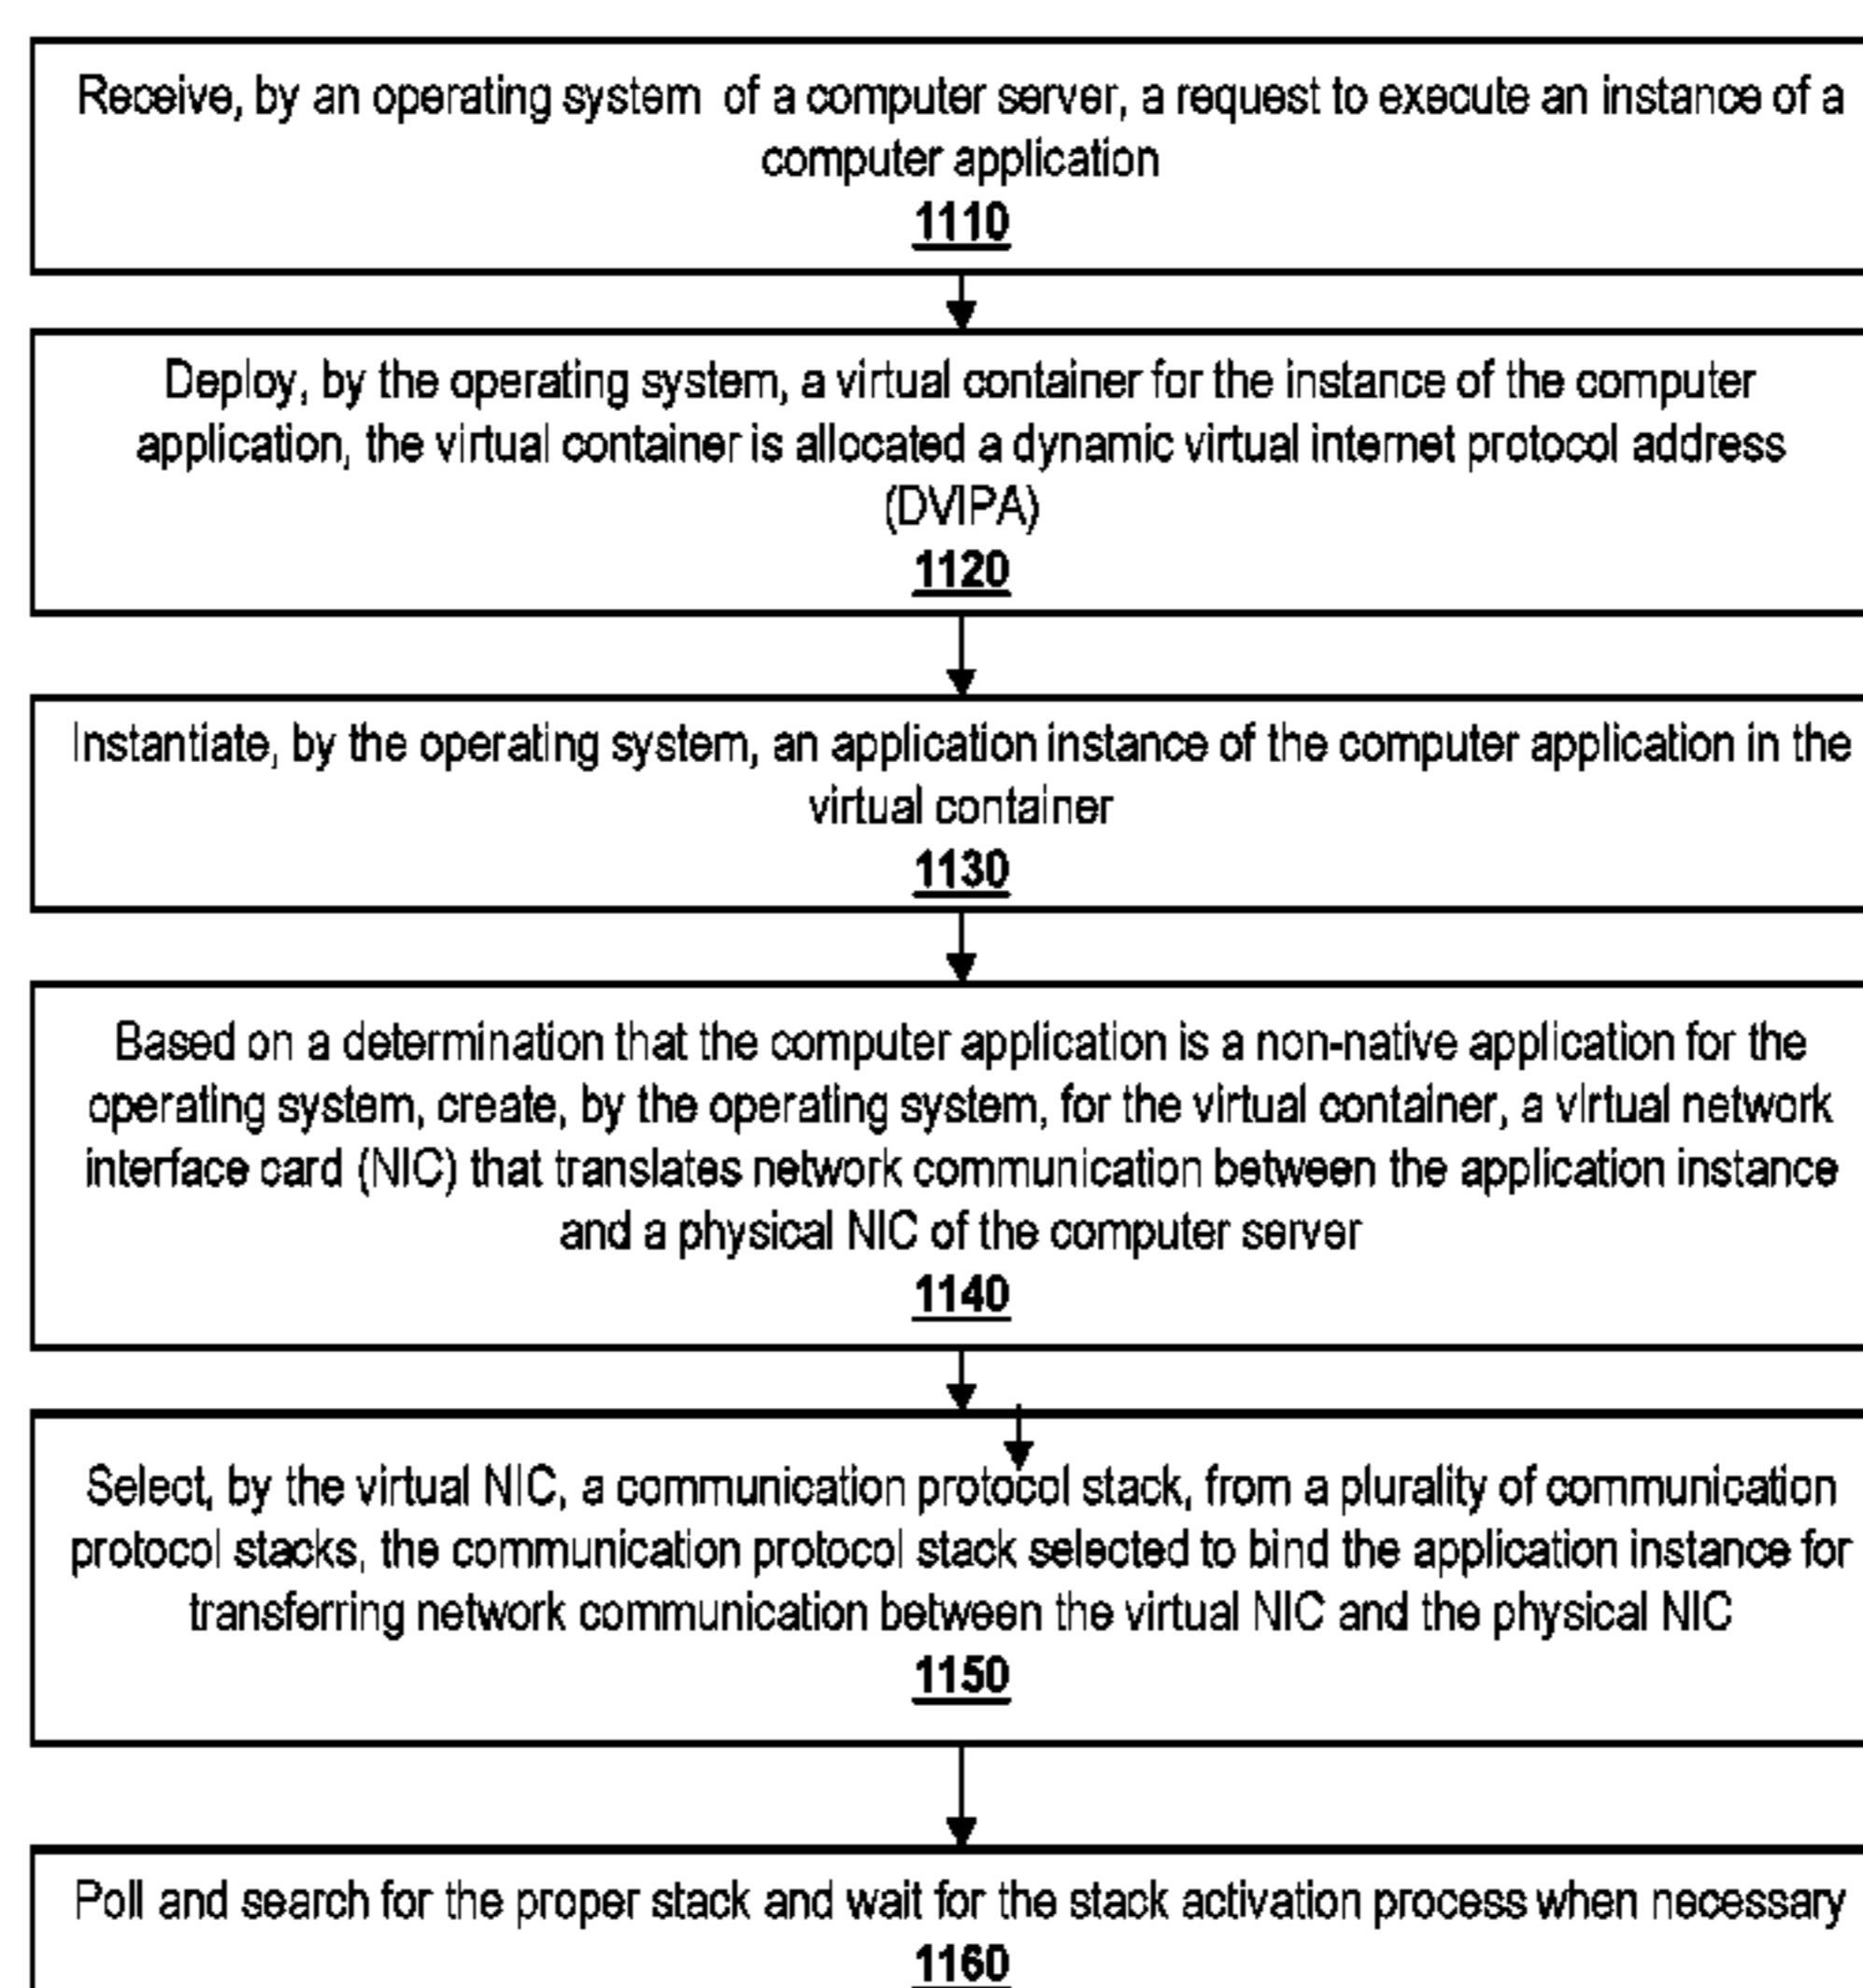 Receive, by an operating system of a computer server, a request to execute an instance of a
computer application
1110
Deploy, by the operating system, a virtual container for the instance of the computer
application, the virtual container is allocated a dynamic virtual internet protocol address
(DVIPA)
1120
Instantiate, by the operating system, an application instance of the computer application in the
virtual container
1130
Based on a determination that the computer application is a non-native application for the
operating system, create, by the operating system, for the virtual container, a virtual network
interface card (NIC) that translates network communication between the application instance
and a physical NIC of the computer server
1140
Select, by the virtual NIC, a communication protocol stack, from a plurality of communication
protocol stacks, the communication protocol stack selected to bind the application instance for
transferring network communication between the virtual NIC and the physical NIC
1150
Poll and search for the proper stack and wait for the stack activation process when necessary
1160